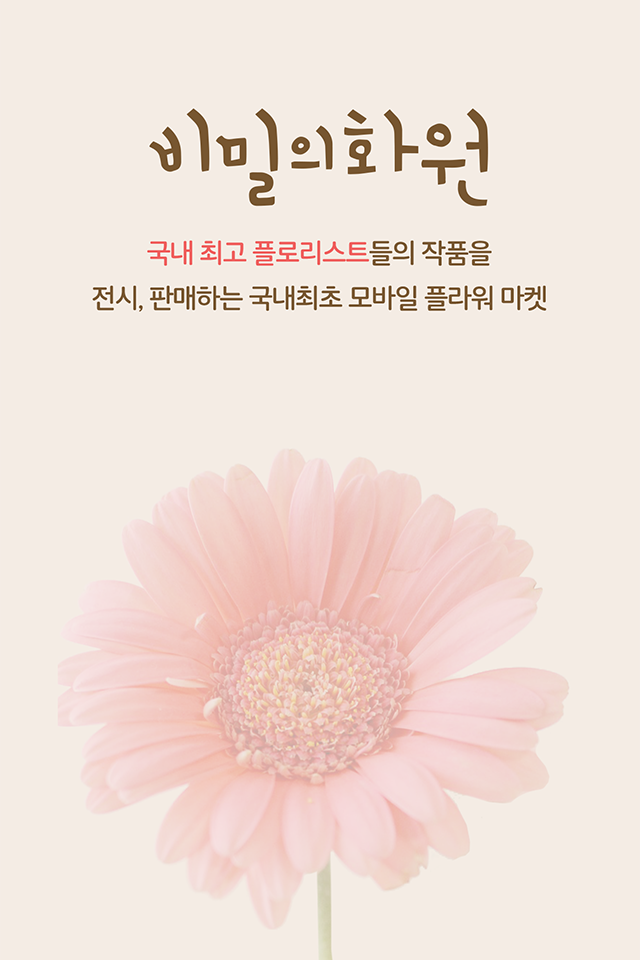 비밀의화원
국내 최고 플로리스트들의 작품을
전시, 판매하는 국내최초 모바일 플라워 마켓